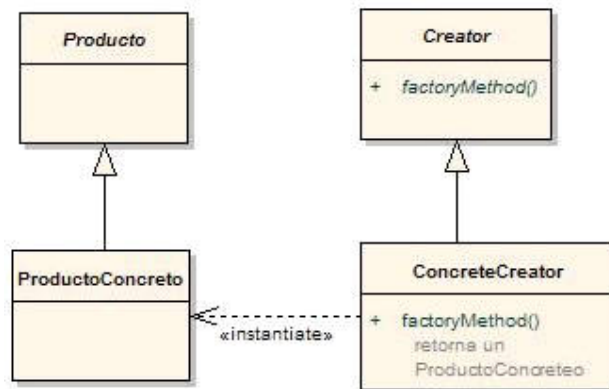 Producto
Creator
+ factoryMethod()
ProductoConcreto
ConcreteCreator
«instantiate»
+ factoryMethod()
retorna un
ProductoConcreteo